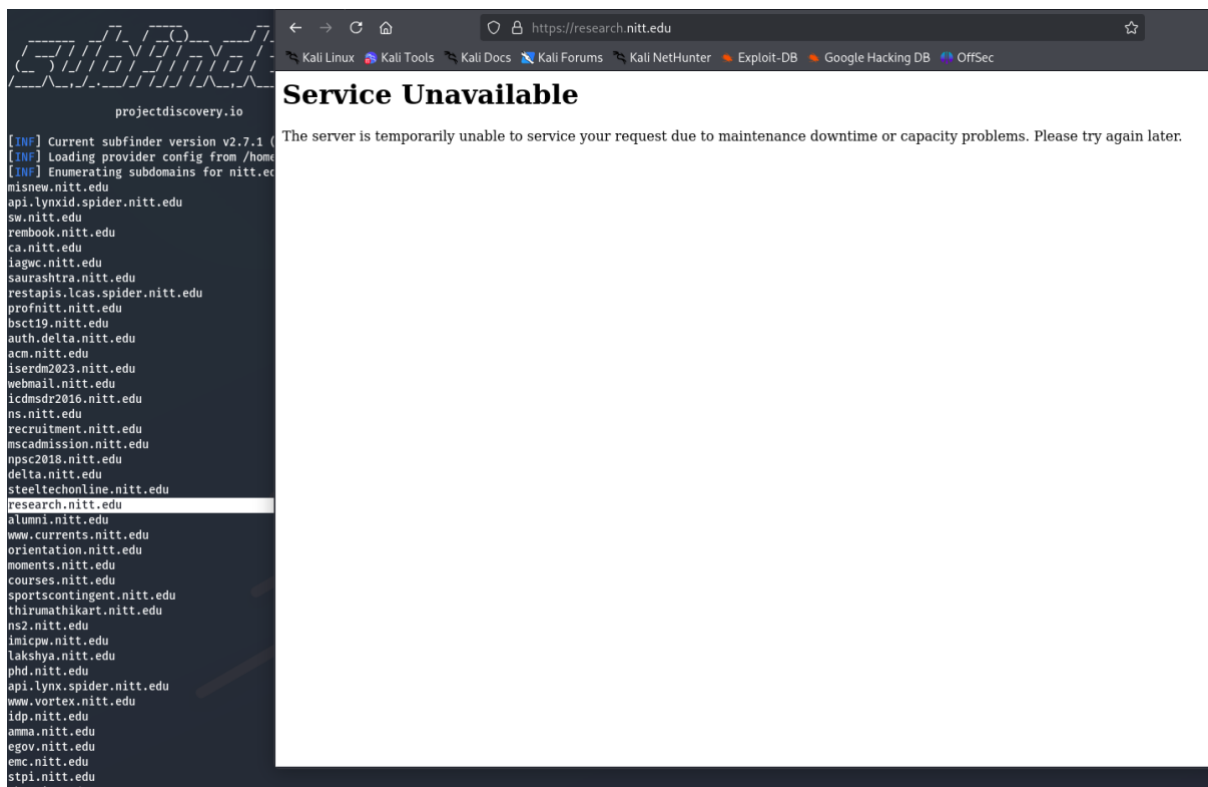 projectdiscovery.io
[INF] Current subfinder version v2.7.1 (
[INF] Loading provider config from /home
[INF] Enumerating subdomains for nitt.ed
misnew.nitt.edu
api.lynxid.spider.nitt.edu
sw.nitt.edu
rembook.nitt.edu
ca.nitt.edu
iagwc.nitt.edu
saurashtra.nitt.edu
restapis.lcas.spider.nitt.edu
profnitt.nitt.edu
bsct19.nitt.edu
auth.delta.nitt.edu
acm.nitt.edu
iserdm2023.nitt.edu
webmail.nitt.edu
icdmsdr2016.nitt.edu
ns.nitt.edu
recruitment.nitt.edu
mscadmission.nitt.edu
npsc2018.nitt.edu
delta.nitt.edu
steeltechonline.nitt.edu
research.nitt.edu
alumni.nitt.edu
www.currents.nitt.edu
orientation.nitt.edu
moments.nitt.edu
courses.nitt.edu
sportscontingent.nitt.edu
thirumathikart.nitt.edu
ns2.nitt.edu
imicpw.nitt.edu
lakshya.nitt.edu
phd.nitt.edu
api.lynx.spider.nitt.edu
www.vortex.nitt.edu
idp.nitt.edu
amma.nitt.edu
egov.nitt.edu
emc.nitt.edu
stpi.nitt.edu
https://research.nitt.edu
Kali Linux Kali Tools Kali Docs Kali Forums Kali NetHunter Exploit-DB Google Hacking DB OffSec
Service Unavailable
The server is temporarily unable to service your request due to maintenance downtime or capacity problems. Please try again later.